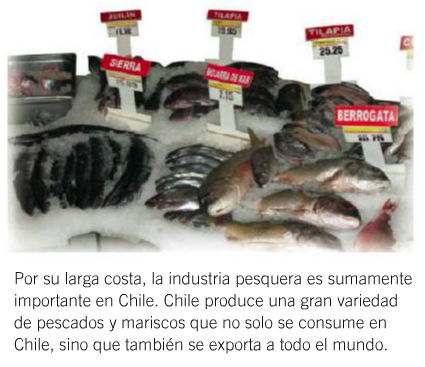 JUILIN
TILAPIA
TILAPIA
25.25
SIERRA
MOJARRA DE MAR
BERROGATA
Por su larga costa, la industria pesquera es sumamente
importante en Chile. Chile produce una gran variedad
de pescados y mariscos que no solo se consume en
Chile, sino que también se exporta a todo el mundo.